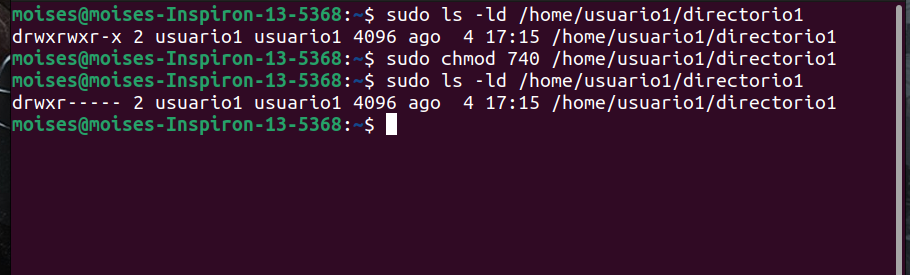 moises@moises-Inspiron-13-5368:~$ sudo ls -ld /home/usuario1/directorio1
drwxrwxr-x 2 usuario1 usuario1 4096 ago  4 17:15 /home/usuario1/directorio1
moises@moises-Inspiron-13-5368:~$ sudo chmod 740 /home/usuario1/directorio1
moises@moises-Inspiron-13-5368:~$ sudo ls -ld /home/usuario1/directorio1
drwxr----- 2 usuario1 usuario1 4096 ago  4 17:15 /home/usuario1/directorio1
moises@moises-Inspiron-13-5368:~$